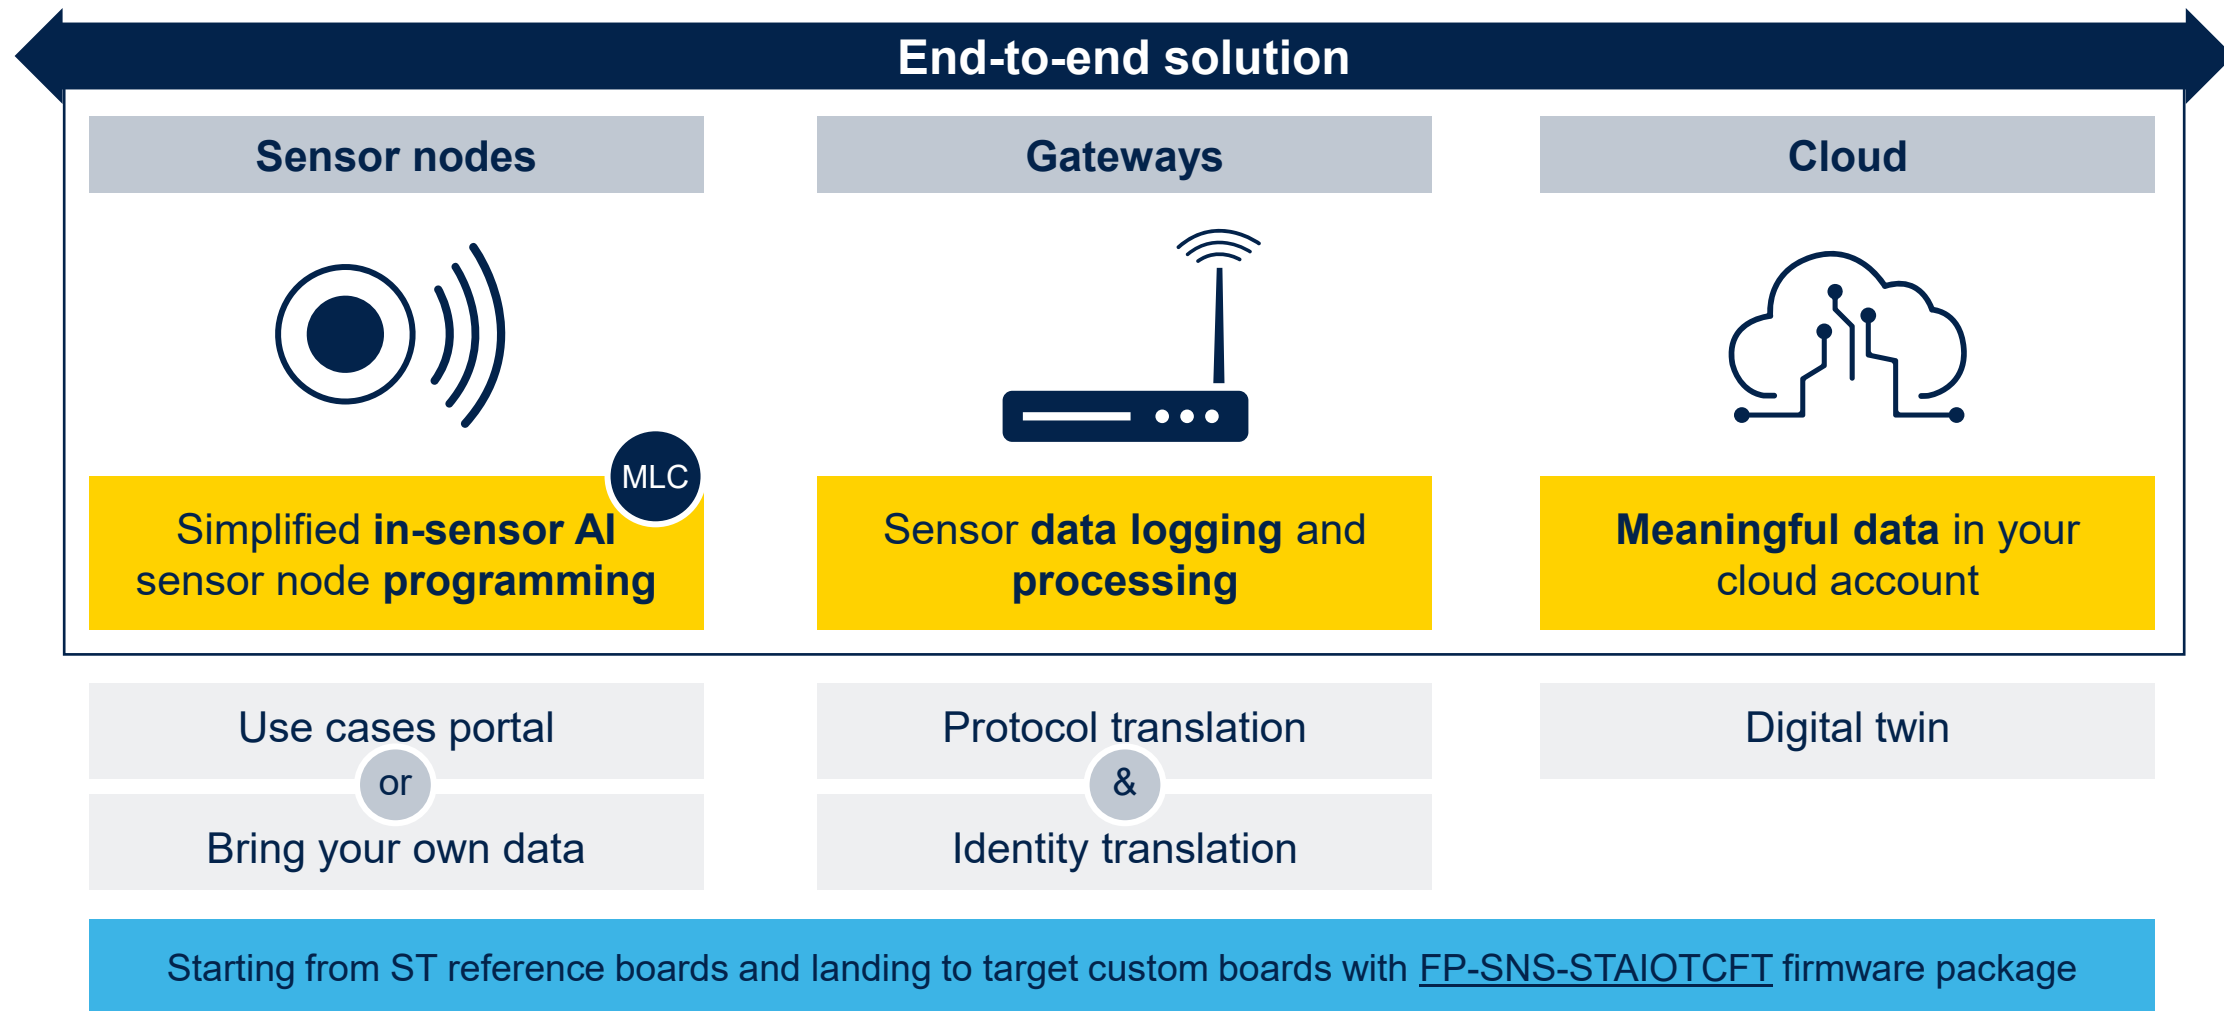 End-to-end solution
Sensor nodes
Gateways
Cloud
MLC
Simplified in-sensor AI
sensor node programming
Sensor data logging and
processing
Meaningful data in your
cloud account
Use cases portal
or
Bring your own data
Protocol translation
&
Identity translation
Digital twin
Starting from ST reference boards and landing to target custom boards with FP-SNS-STAIOTCFT firmware package